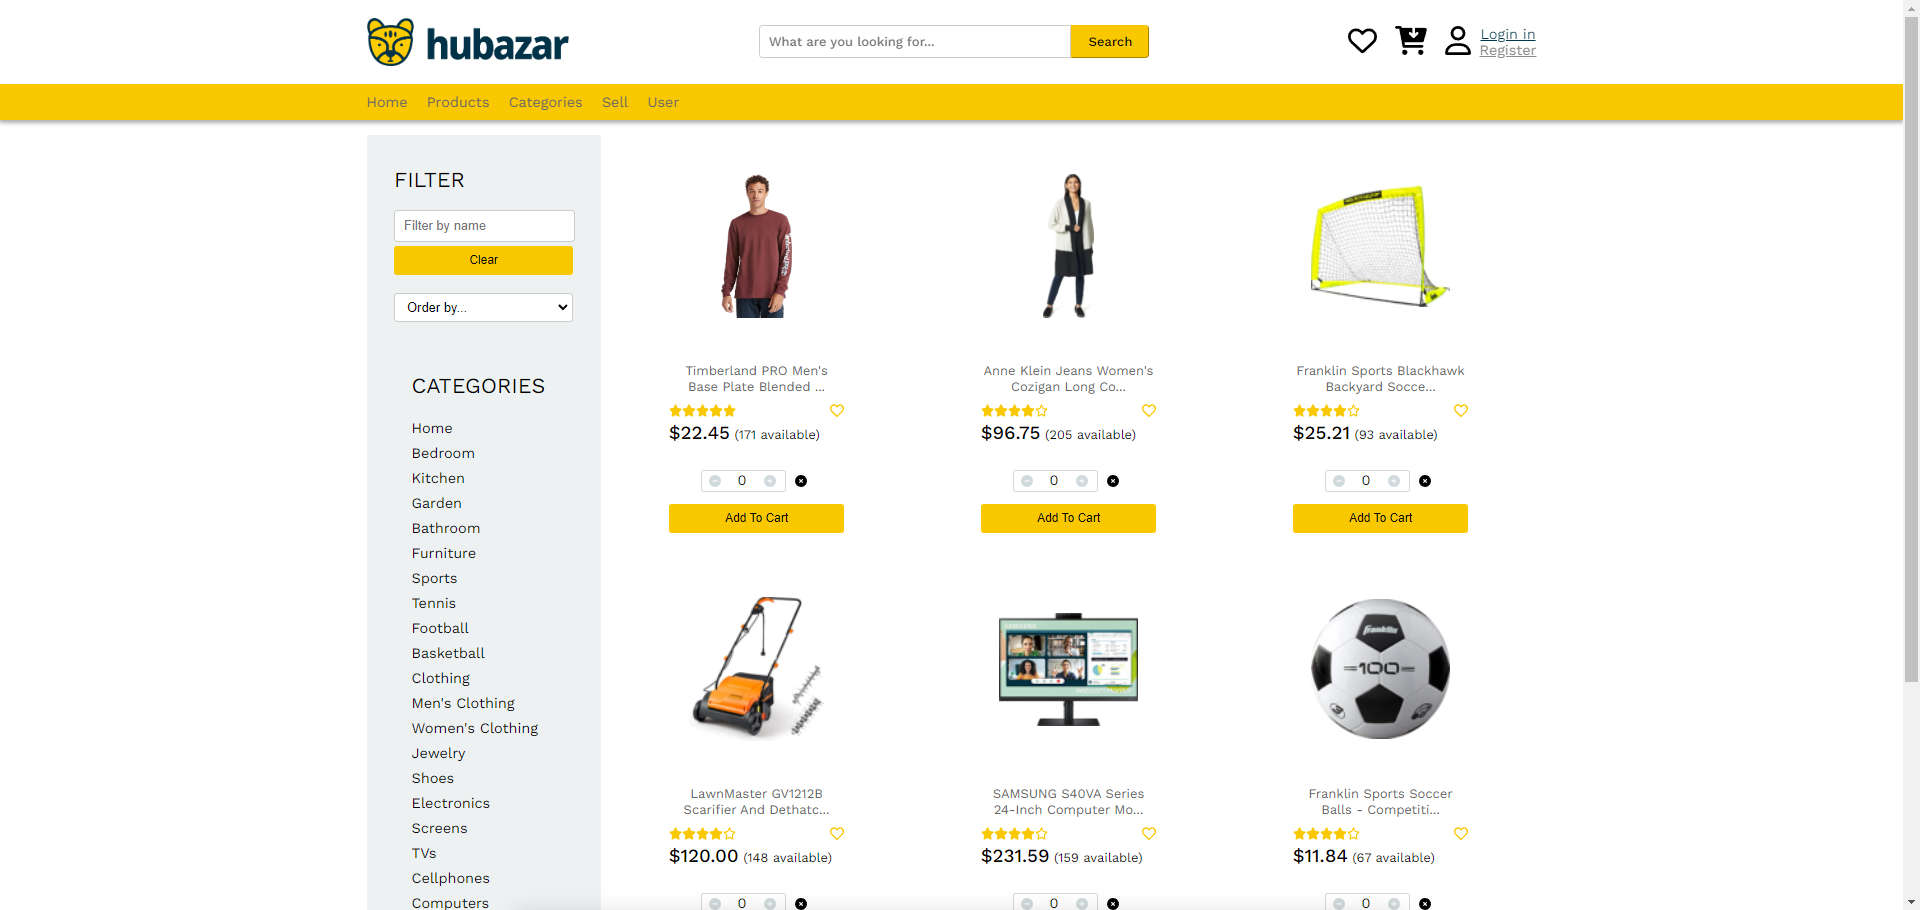 hubazar
What are you looking for...
Search
Login in
Register
Home
Products
Categories
Sell
User
FILTER
Filter by name
Clear
Order by...
CATEGORIES
Home
Bedroom
Kitchen
Garden
Bathroom
Furniture
Sports
Tennis
Football
Basketball
Clothing
Men's Clothing
Women's Clothing
Jewelry
Shoes
Electronics
Screens
TVs
Cellphones
Computers
Timberland PRO Men's
Base Plate Blended ...
$22.45 (171 available)
0
Add To Cart
Anne Klein Jeans Women's
Cozigan Long Co...
$96.75 (205 available)
0
Add To Cart
Franklin Sports Blackhawk
Backyard Socce...
$25.21 (93 available)
0
Add To Cart
LawnMaster GV1212B
Scarifier And Dethatc...
$120.00 (148 available)
0
SAMSUNG
Webcam Monitor
SAMSUNG S40VA Series
24-Inch Computer Mo...
$231.59 (159 available)
0
Franklin
100
Franklin Sports Soccer
Balls - Competiti...
$11.84 (67 available)
0